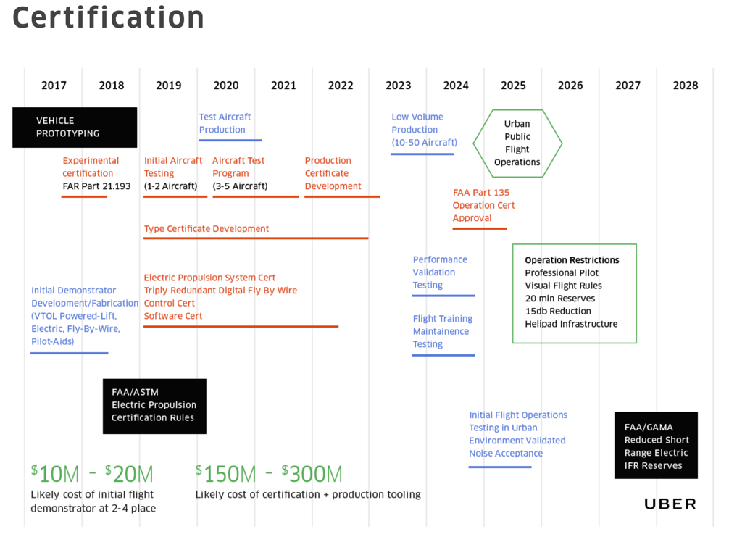 Certification
2017 2018 2019 2020 2021 2022 2023 2024 2025 2026 2027 2028
VEHICLE
PROTOTYPING
Test Aircraft
Production
Low Volume
Production
(10-50 Aircraft)
Urban
Public
Flight
Operations
Experimental
certification
FAR Part 21.193
Initial Aircraft
Testing
(1-2 Aircraft)
Aircraft Test
Program
(3-5 Aircraft)
Production
Certificate
Development
FAA Part 135
Operation Cert
Approval
Type Certificate Development
Performance
Validation
Testing
Operation Restrictions
Professional Pilot
Visual Flight Rules
20 min Reserves
15db Reduction
Helipad Infrastructure
Initial Demonstrator
Development/Fabrication
(VTOL Powered-Lift,
Electric, Fly-By-Wire,
Pilot-Aids)
Electric Propulsion System Cert
Triply Redundant Digital Fly By Wire
Control Cert
Software Cert
Flight Training
Maintainence
Testing
FAA/ASTM
Electric Propulsion
Certification Rules
Initial Flight Operations
Testing in Urban
Environment Validated
Noise Acceptance
FAA/GAMA
Reduced Short
Range Electric
IFR Reserves
$10M - $20M
Likely cost of initial flight
demonstrator at 2-4 place
$150M - $300M
Likely cost of certification + production tooling
UBER